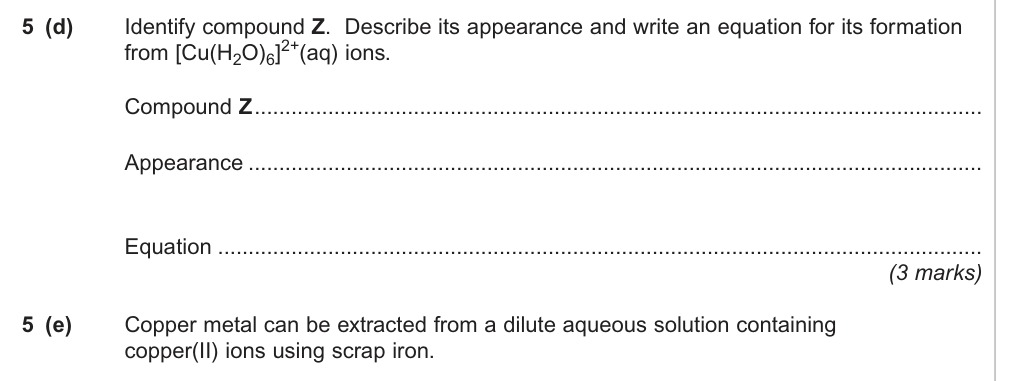 5 (d) Identify compound Z. Describe its appearance and write an equation for its formation
from [Cu(H₂O)₆]²⁺(aq) ions.
Compound Z..........................................................................................................................
Appearance ...........................................................................................................................
Equation ................................................................................................................................
(3 marks)
5 (e) Copper metal can be extracted from a dilute aqueous solution containing
copper(II) ions using scrap iron.